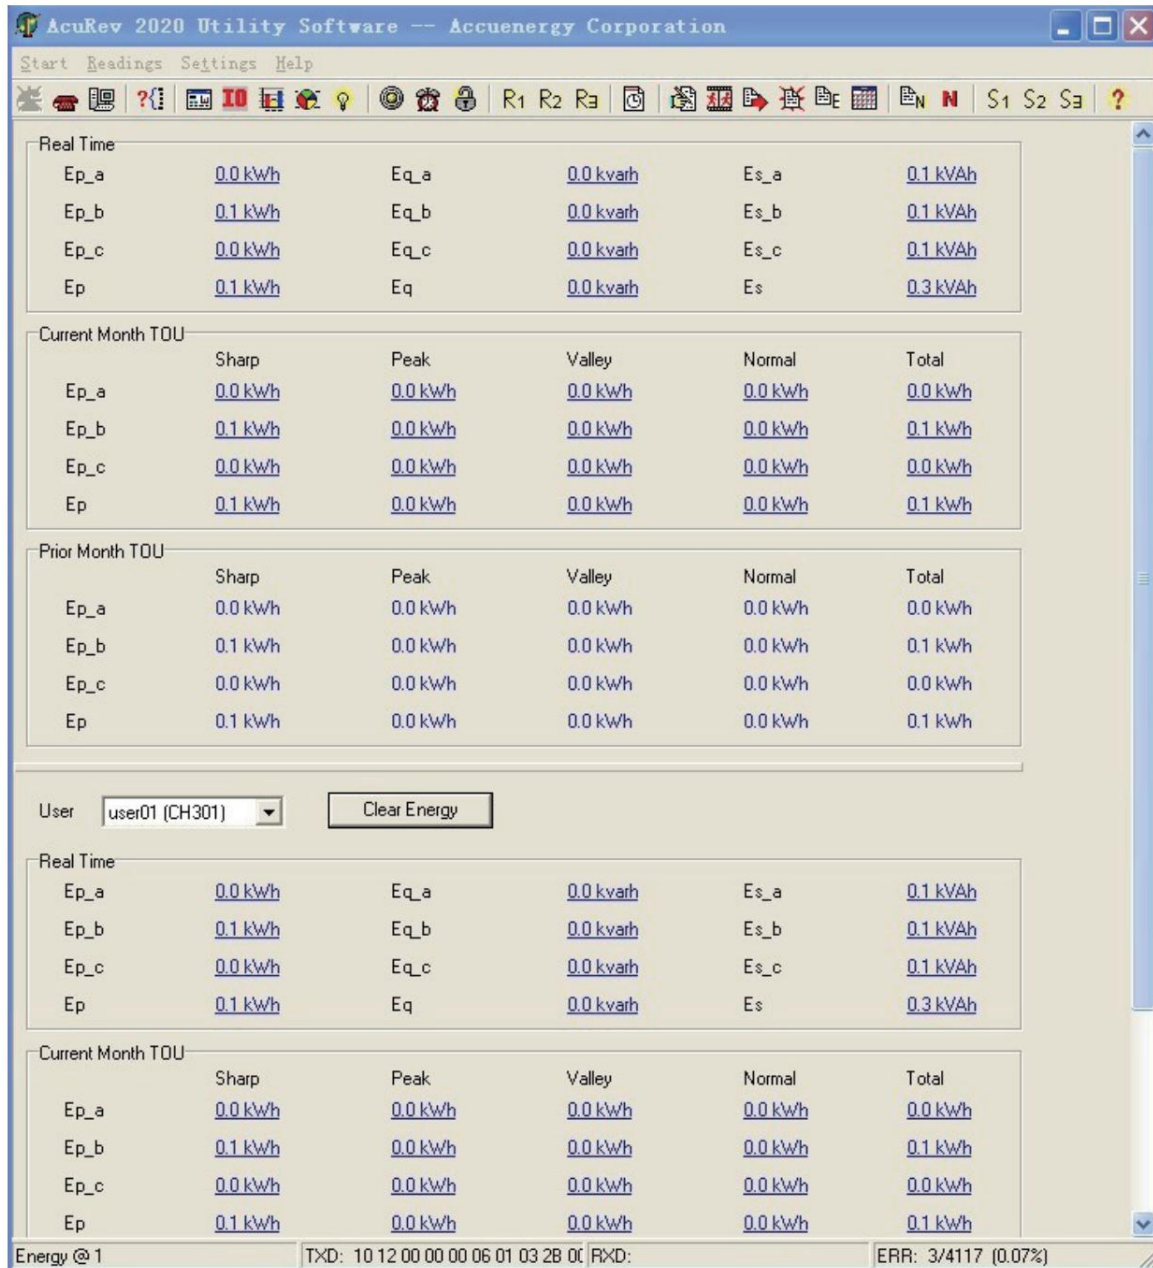 AcuRev 2020 Utility Software -- Accuenergy Corporation
Start Readings Settings Help
?{} IO R1 R2 R3 E N N S1 S2 S3 ?
Real Time
Ep_a 0.0 kWh Eq_a 0.0 kvarh Es_a 0.1 kVAh
Ep_b 0.1 kWh Eq_b 0.0 kvarh Es_b 0.1 kVAh
Ep_c 0.0 kWh Eq_c 0.0 kvarh Es_c 0.1 kVAh
Ep 0.1 kWh Eq 0.0 kvarh Es 0.3 kVAh
Current Month TOU
Sharp Peak Valley Normal Total
Ep_a 0.0 kWh 0.0 kWh 0.0 kWh 0.0 kWh 0.0 kWh
Ep_b 0.1 kWh 0.0 kWh 0.0 kWh 0.0 kWh 0.1 kWh
Ep_c 0.0 kWh 0.0 kWh 0.0 kWh 0.0 kWh 0.0 kWh
Ep 0.1 kWh 0.0 kWh 0.0 kWh 0.0 kWh 0.1 kWh
Prior Month TOU
Sharp Peak Valley Normal Total
Ep_a 0.0 kWh 0.0 kWh 0.0 kWh 0.0 kWh 0.0 kWh
Ep_b 0.1 kWh 0.0 kWh 0.0 kWh 0.0 kWh 0.1 kWh
Ep_c 0.0 kWh 0.0 kWh 0.0 kWh 0.0 kWh 0.0 kWh
Ep 0.1 kWh 0.0 kWh 0.0 kWh 0.0 kWh 0.1 kWh
User user01 (CH301) Clear Energy
Real Time
Ep_a 0.0 kWh Eq_a 0.0 kvarh Es_a 0.1 kVAh
Ep_b 0.1 kWh Eq_b 0.0 kvarh Es_b 0.1 kVAh
Ep_c 0.0 kWh Eq_c 0.0 kvarh Es_c 0.1 kVAh
Ep 0.1 kWh Eq 0.0 kvarh Es 0.3 kVAh
Current Month TOU
Sharp Peak Valley Normal Total
Ep_a 0.0 kWh 0.0 kWh 0.0 kWh 0.0 kWh 0.0 kWh
Ep_b 0.1 kWh 0.0 kWh 0.0 kWh 0.0 kWh 0.1 kWh
Ep_c 0.0 kWh 0.0 kWh 0.0 kWh 0.0 kWh 0.0 kWh
Ep 0.1 kWh 0.0 kWh 0.0 kWh 0.0 kWh 0.1 kWh
Energy @ 1 TXD: 10 12 00 00 00 06 01 03 2B RXD: ERR: 3/4117 (0.07%)